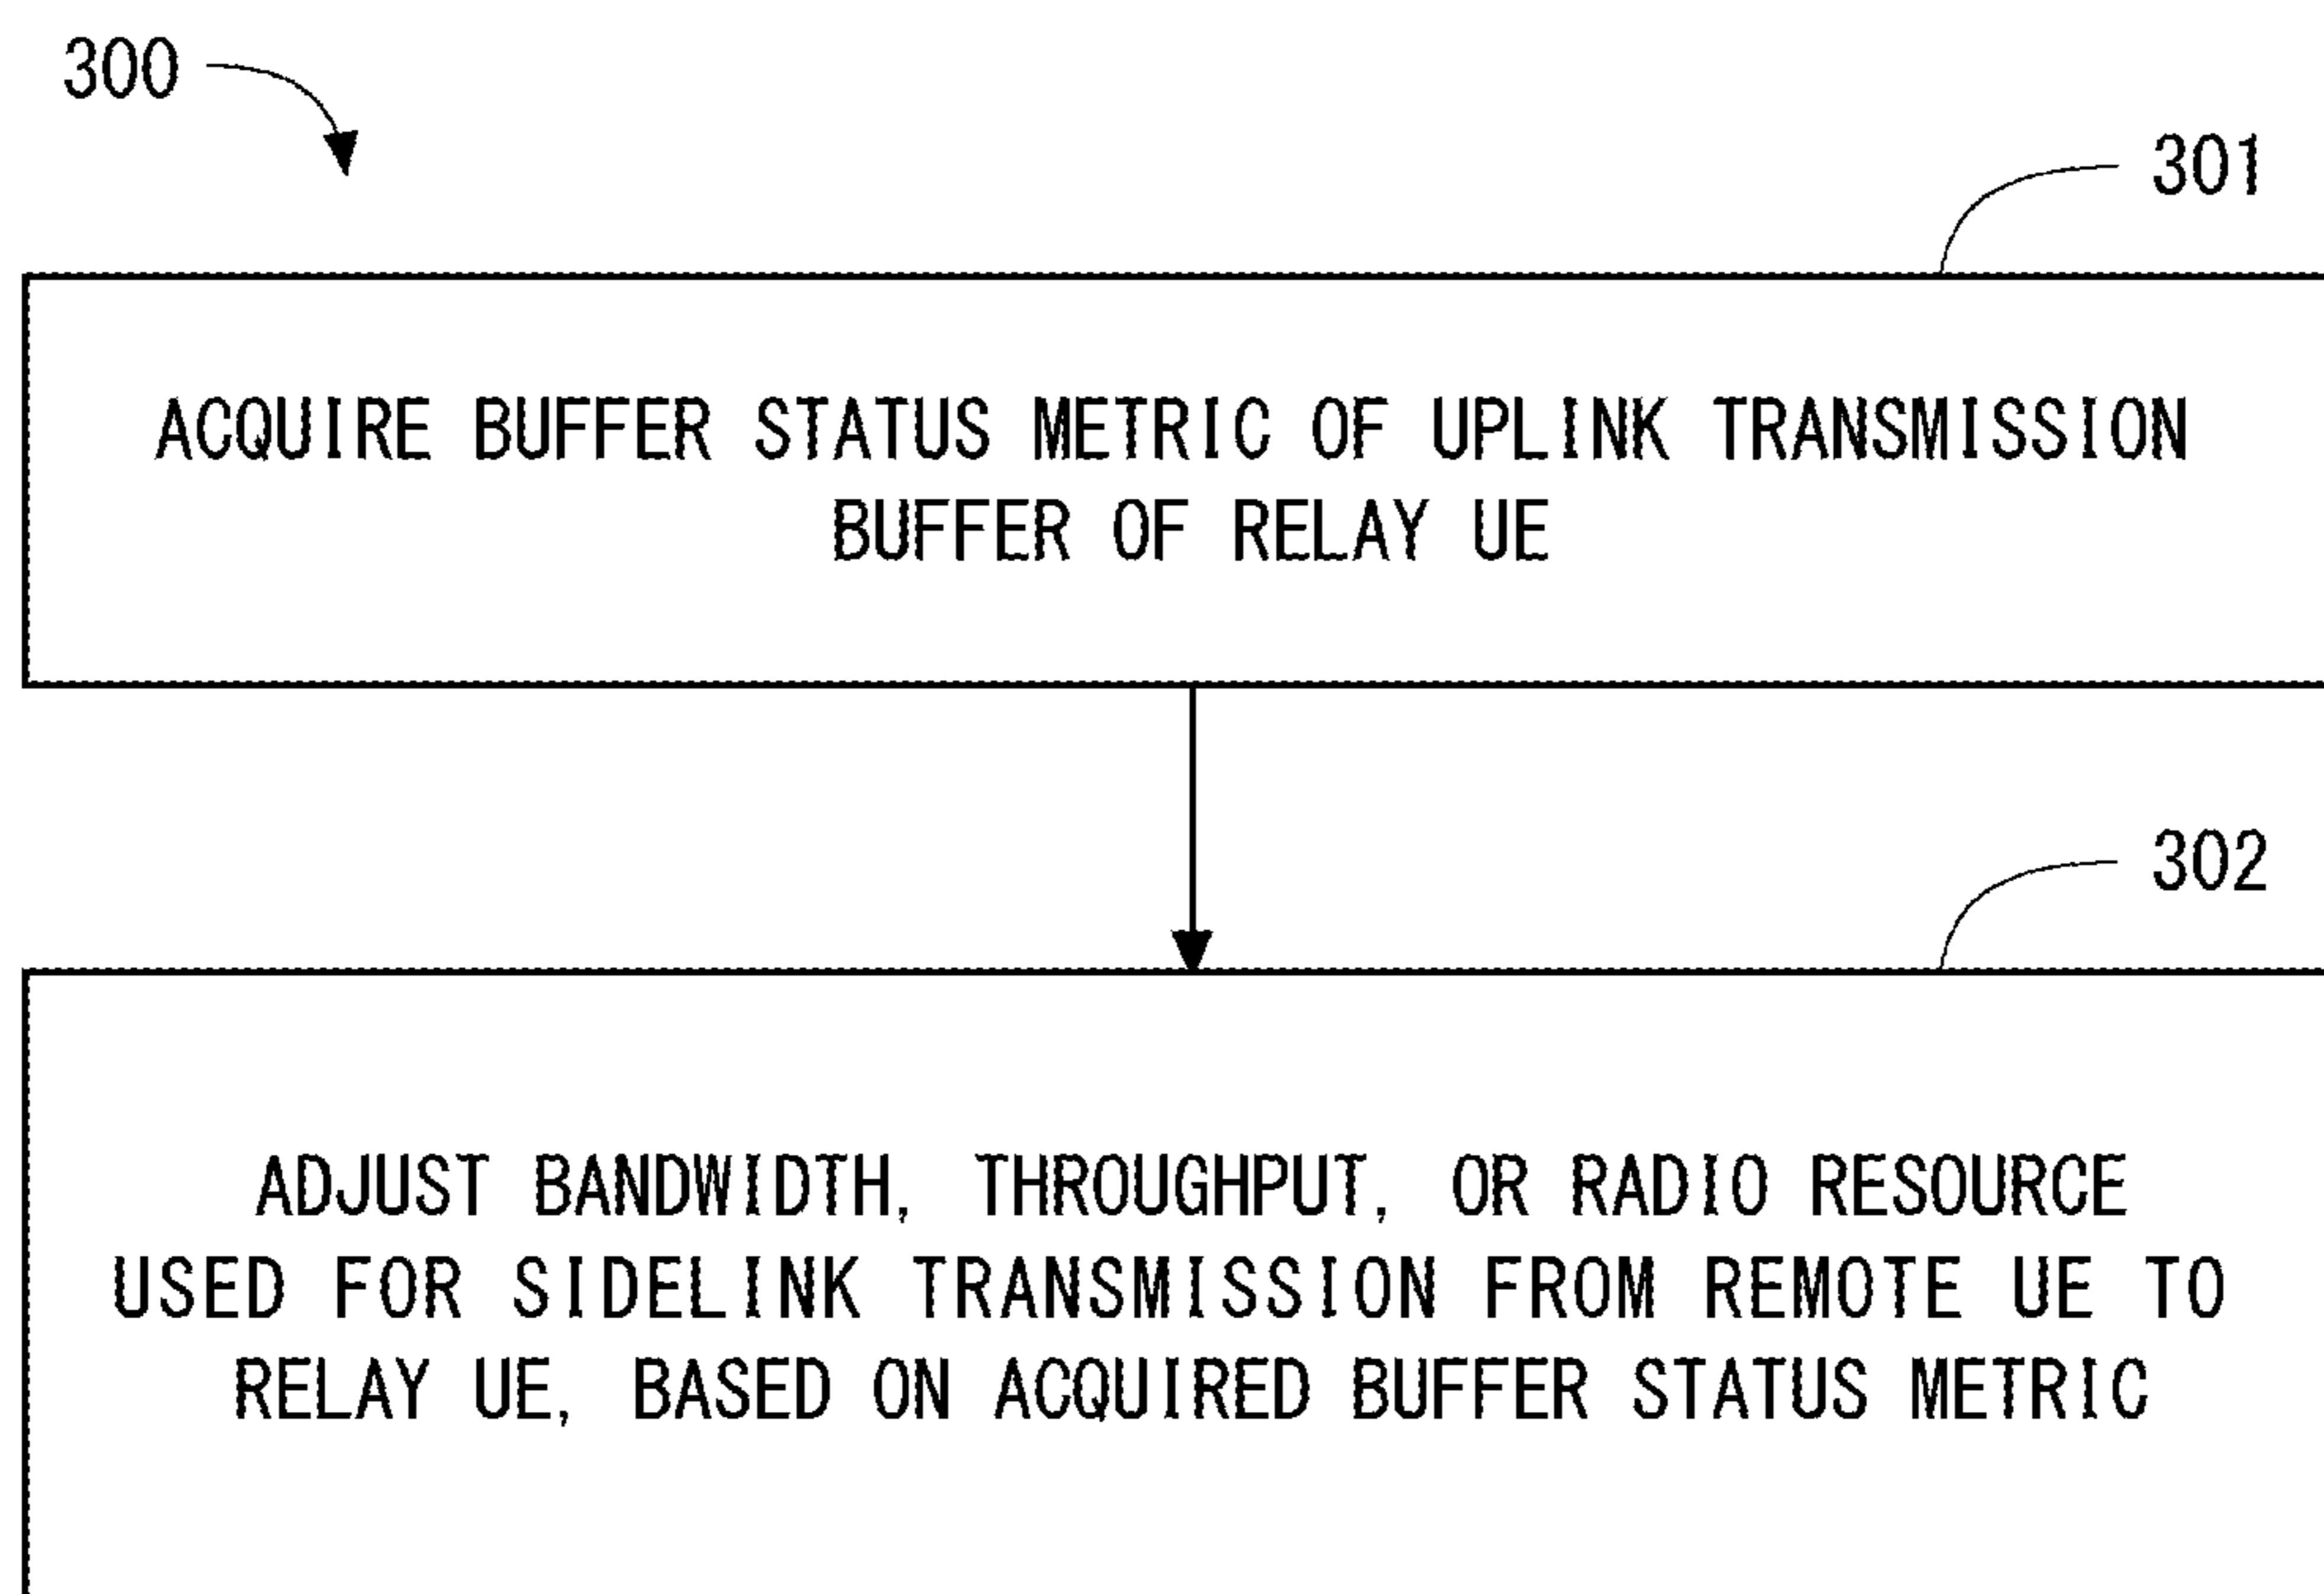 300
301
ACQUIRE BUFFER STATUS METRIC OF UPLINK TRANSMISSION
BUFFER OF RELAY UE
302
ADJUST BANDWIDTH, THROUGHPUT, OR RADIO RESOURCE
USED FOR SIDELINK TRANSMISSION FROM REMOTE UE TO
RELAY UE, BASED ON ACQUIRED BUFFER STATUS METRIC